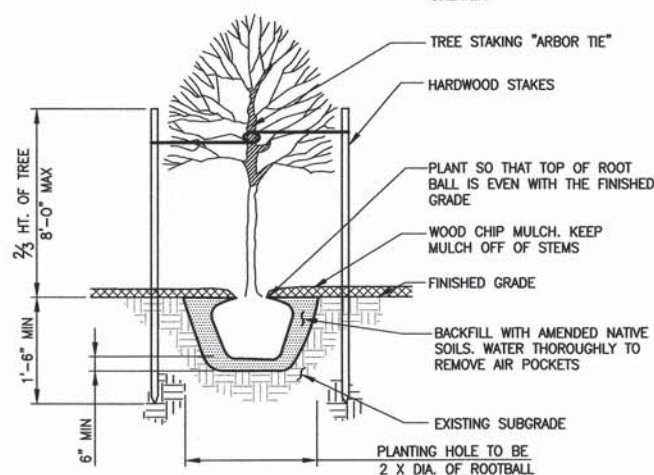 TREE STAKING "ARBOR TIE"
HARDWOOD STAKES
PLANT SO THAT TOP OF ROOT
BALL IS EVEN WITH THE FINISHED
GRADE
WOOD CHIP MULCH. KEEP
MULCH OFF OF STEMS
FINISHED GRADE
BACKFILL WITH AMENDED NATIVE
SOILS. WATER THOROUGHLY TO
REMOVE AIR POCKETS
EXISTING SUBGRADE
PLANTING HOLE TO BE
2 X DIA. OF ROOTBALL
⅔ HT. OF TREE
8'-0" MAX
1'-6" MIN
6" MIN